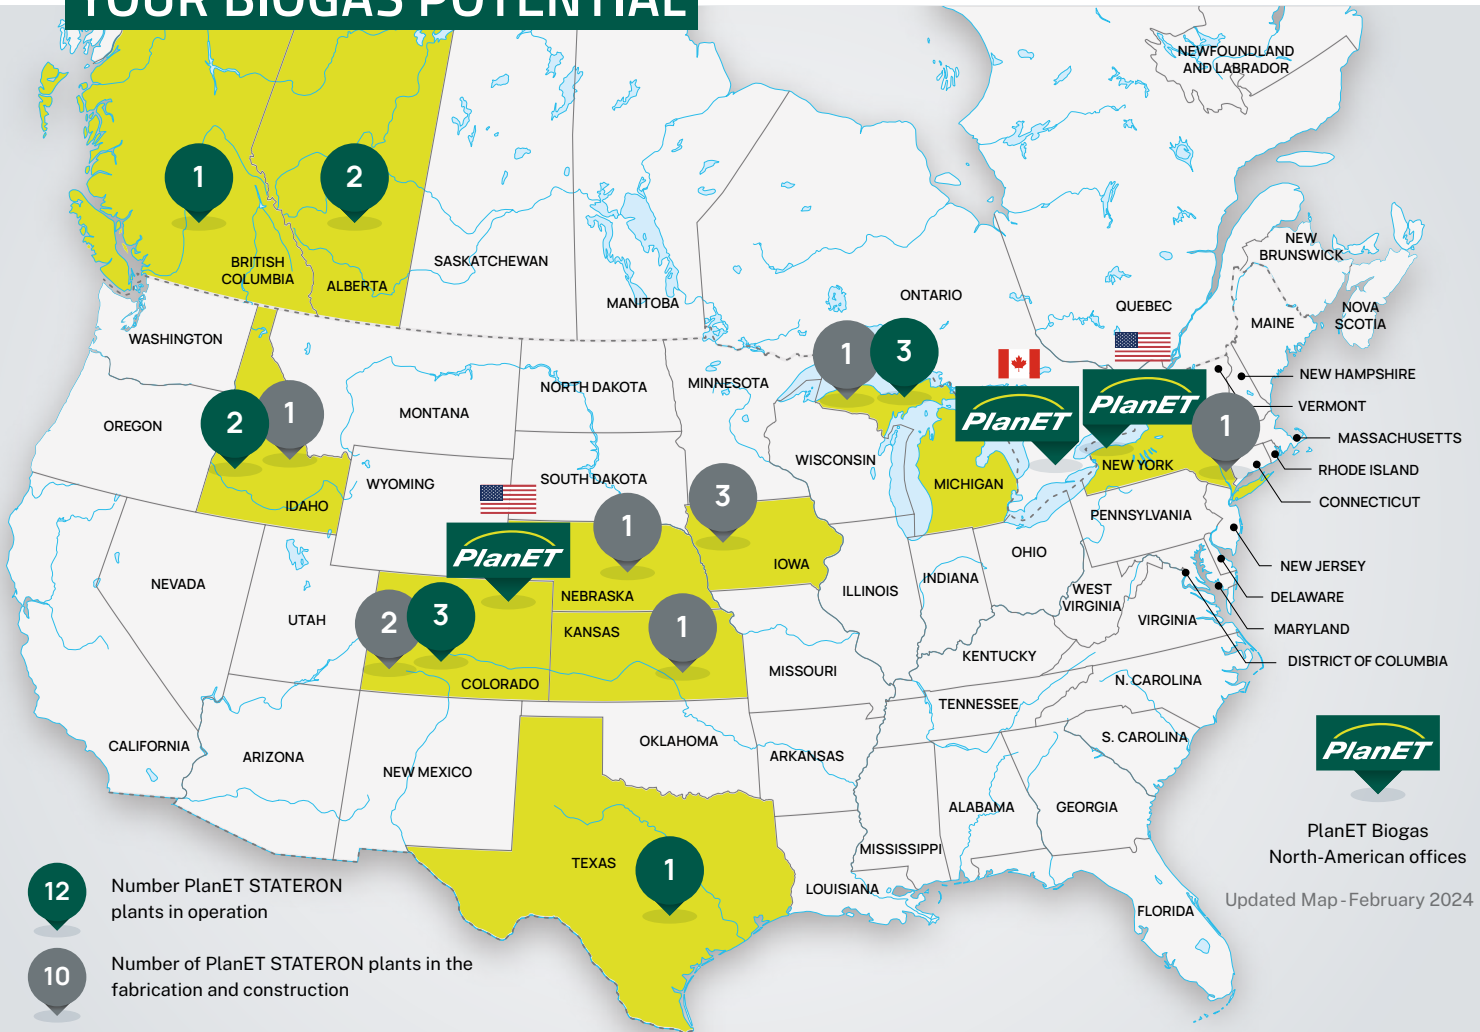 YOUR BIOGAS POTENTIAL
NEWFOUNDLAND
AND LABRADOR
1
2
BRITISH
COLUMBIA
ALBERTA
SASKATCHEWAN
MANITOBA
ONTARIO
QUEBEC
NEW
BRUNSWICK
NOVA
SCOTIA
MAINE
WASHINGTON
OREGON
2
1
IDAHO
MONTANA
WYOMING
NORTH DAKOTA
SOUTH DAKOTA
MINNESOTA
WISCONSIN
1
3
MICHIGAN
PlanET
PlanET
1
NEW YORK
NEW HAMPSHIRE
VERMONT
MASSACHUSETTS
RHODE ISLAND
CONNECTICUT
PENNSYLVANIA
NEW JERSEY
DELAWARE
MARYLAND
DISTRICT OF COLUMBIA
NEVADA
UTAH
PlanET
2
3
COLORADO
1
NEBRASKA
KANSAS
1
3
IOWA
ILLINOIS
INDIANA
OHIO
WEST
VIRGINIA
VIRGINIA
KENTUCKY
MISSOURI
TENNESSEE
N. CAROLINA
S. CAROLINA
CALIFORNIA
ARIZONA
NEW MEXICO
OKLAHOMA
ARKANSAS
TEXAS
1
LOUISIANA
MISSISSIPPI
ALABAMA
GEORGIA
FLORIDA
PlanET
PlanET Biogas
North-American offices
Updated Map - February 2024
12
Number PlanET STATERON
plants in operation
10
Number of PlanET STATERON plants in the
fabrication and construction